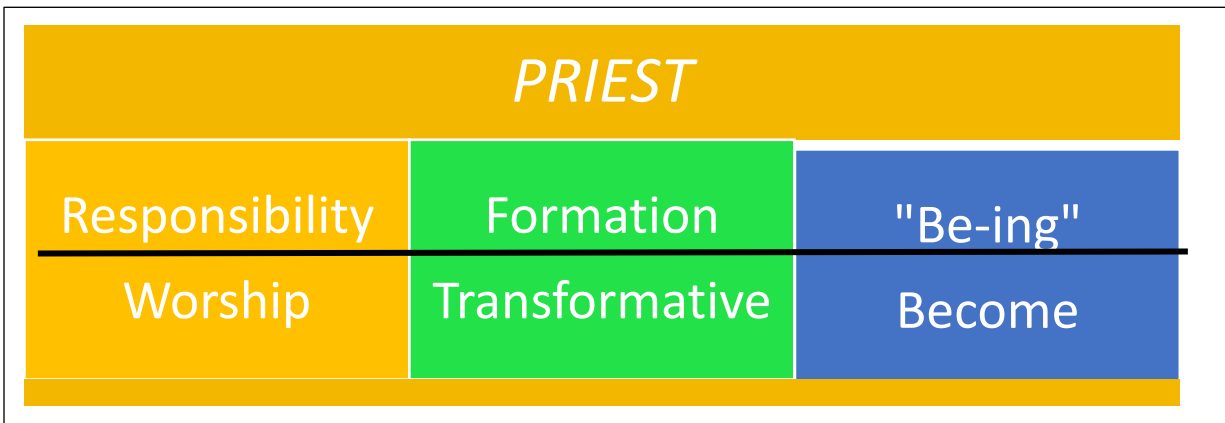 PRIEST
Responsibility
Worship
Formation
Transformative
"Be-ing"
Become